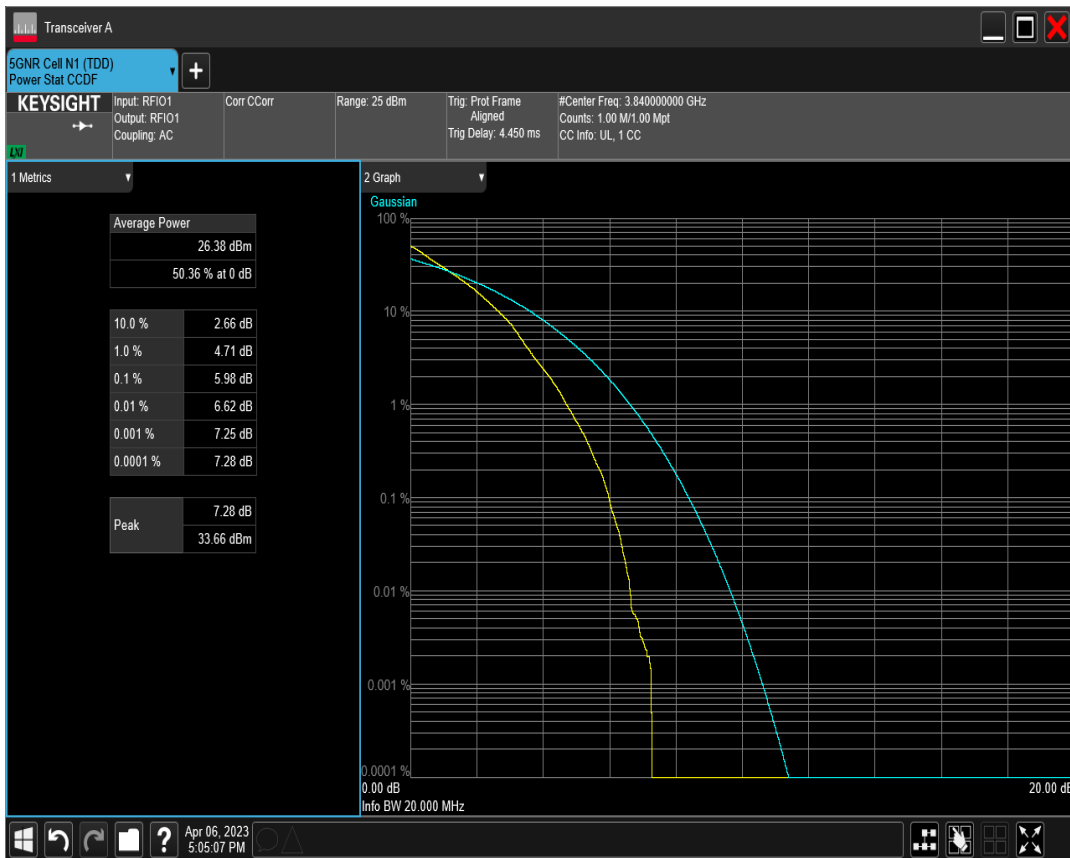 Transceiver A
5GNR Cell N1 (TDD)
Power Stat CCDF
+
KEYSIGHT
LXI
Input: RFIO1
Output: RFIO1
Coupling: AC
Corr CCorr
Range: 25 dBm
Trig: Prot Frame
Aligned
Trig Delay: 4.450 ms
#Center Freq: 3.840000000 GHz
Counts: 1.00 M/1.00 Mpt
CC Info: UL, 1 CC
1 Metrics
Average Power
26.38 dBm
50.36 % at 0 dB
10.0 % 2.66 dB
1.0 % 4.71 dB
0.1 % 5.98 dB
0.01 % 6.62 dB
0.001 % 7.25 dB
0.0001 % 7.28 dB
Peak 7.28 dB
33.66 dBm
2 Graph
Gaussian
100 %
10 %
1 %
0.1 %
0.01 %
0.001 %
0.0001 %
0.00 dB 20.00 dB
Info BW 20.000 MHz
?
Apr 06, 2023
5:05:07 PM